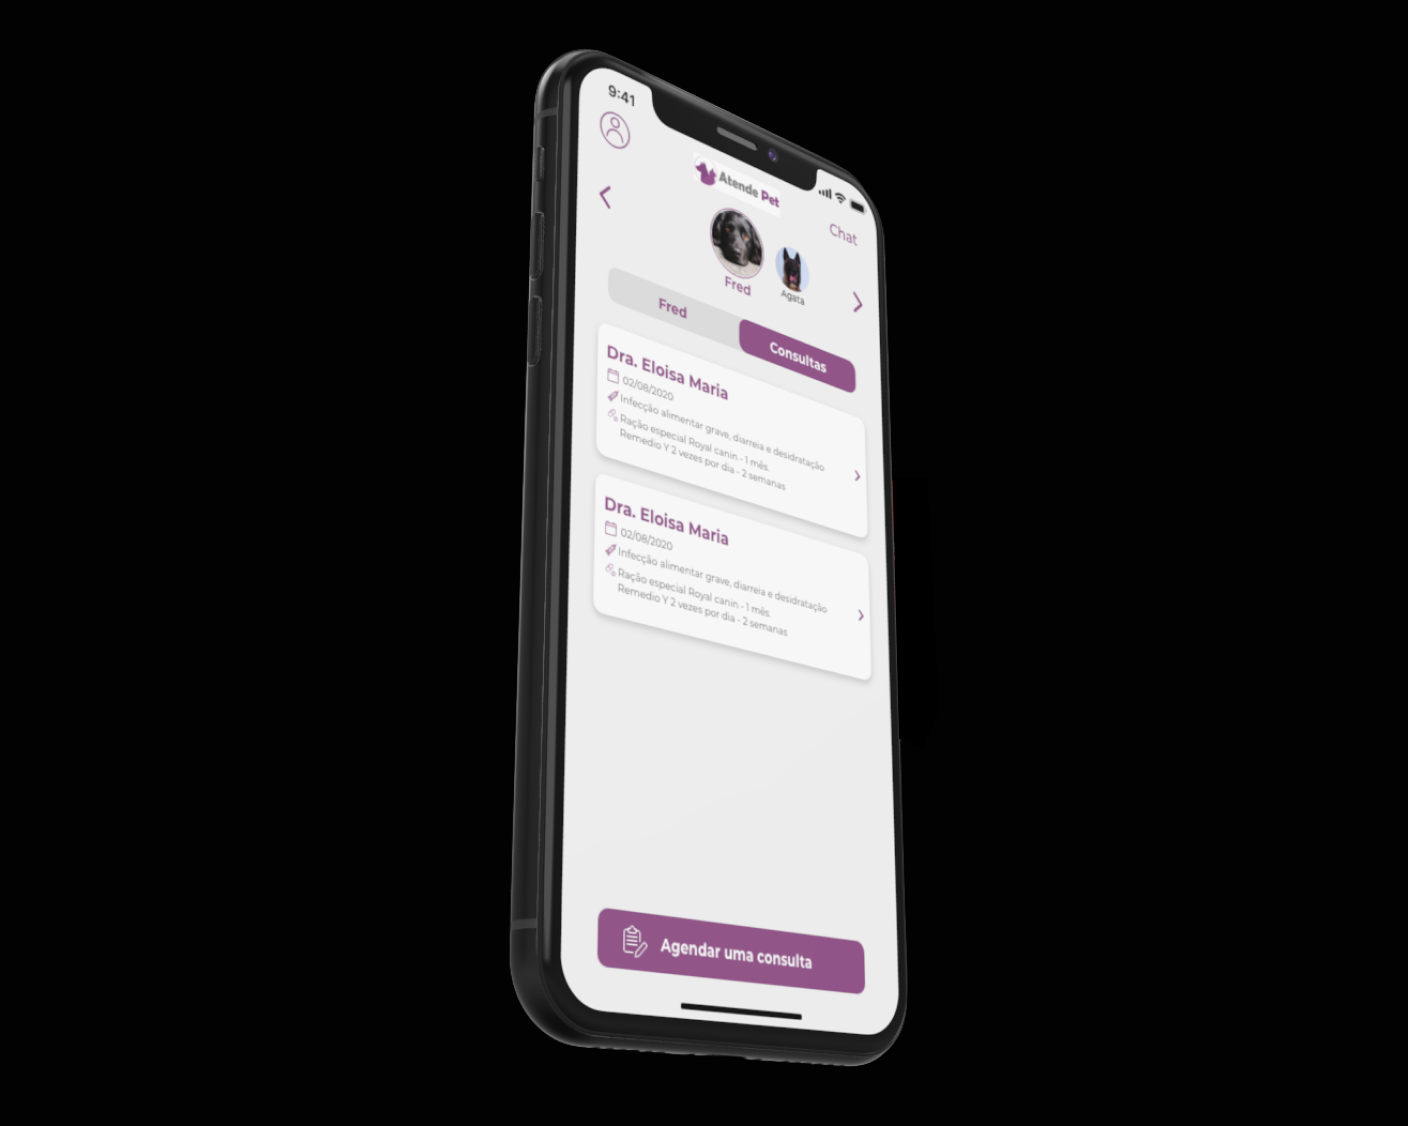 9:41
Atende Pet
Chat
Fred
Agata
Fred
Consultas
Dra. Eloisa Maria
02/08/2020
Infecção alimentar grave, diarreia e desidratação
Ração especial Royal canin - 1 mês.
Remedio Y 2 vezes por dia - 2 semanas
Dra. Eloisa Maria
02/08/2020
Infecção alimentar grave, diarreia e desidratação
Ração especial Royal canin - 1 mês.
Remedio Y 2 vezes por dia - 2 semanas
Agendar uma consulta